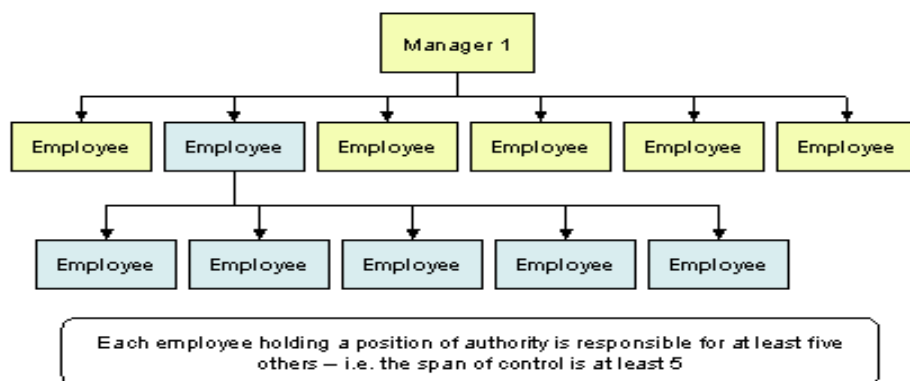 Manager 1
Employee Employee Employee Employee Employee Employee
Employee Employee Employee Employee Employee
Each employee holding a position of authority is responsible for at least five
others – i.e. the span of control is at least 5